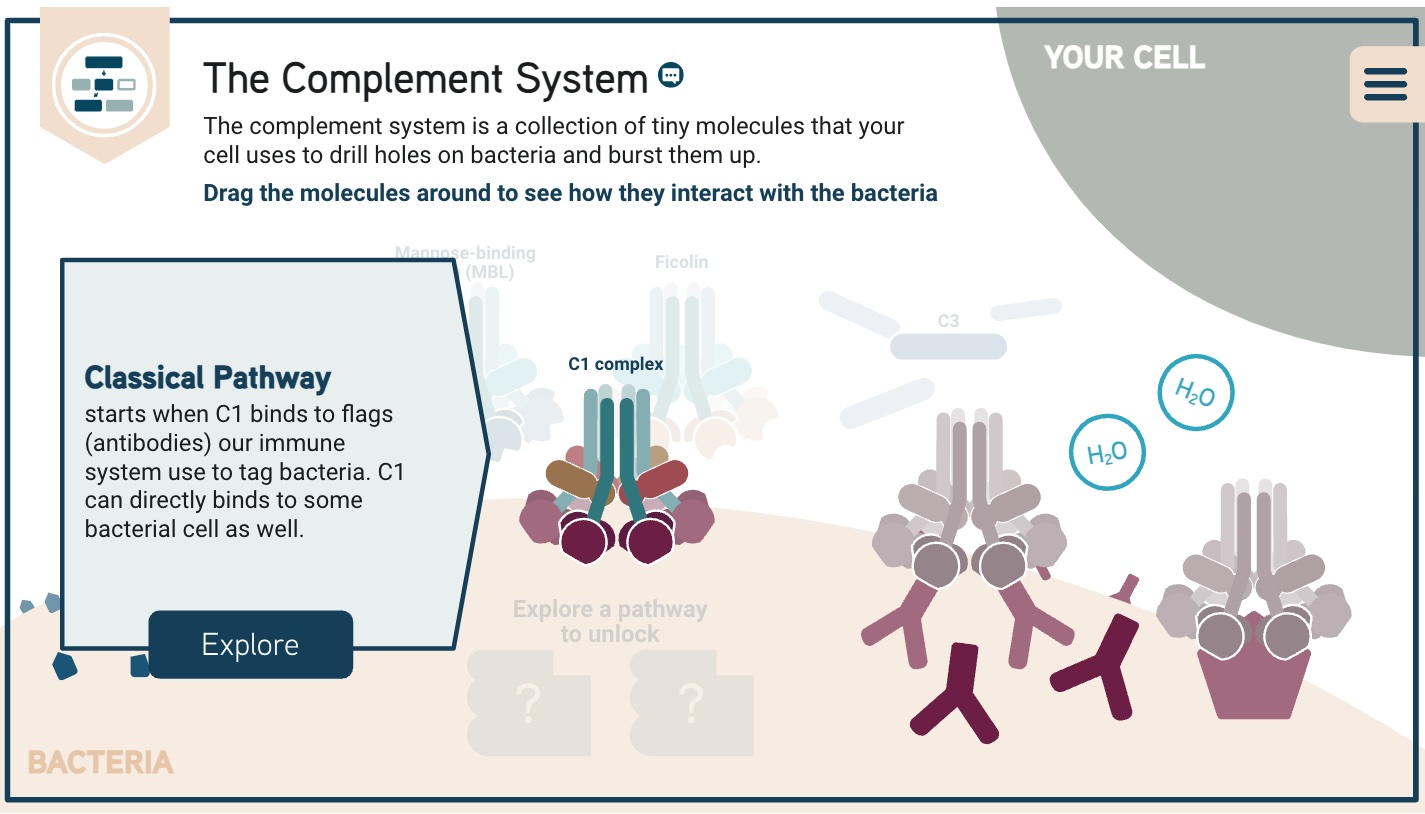 The Complement System
YOUR CELL
The complement system is a collection of tiny molecules that your
cell uses to drill holes on bacteria and burst them up.
Drag the molecules around to see how they interact with the bacteria
Mannose-binding
(MBL)
Ficolin
C3
C1 complex
Classical Pathway
starts when C1 binds to flags
(antibodies) our immune
system use to tag bacteria. C1
can directly binds to some
bacterial cell as well.
Explore
H₂O
H₂O
Explore a pathway
to unlock
?
?
BACTERIA